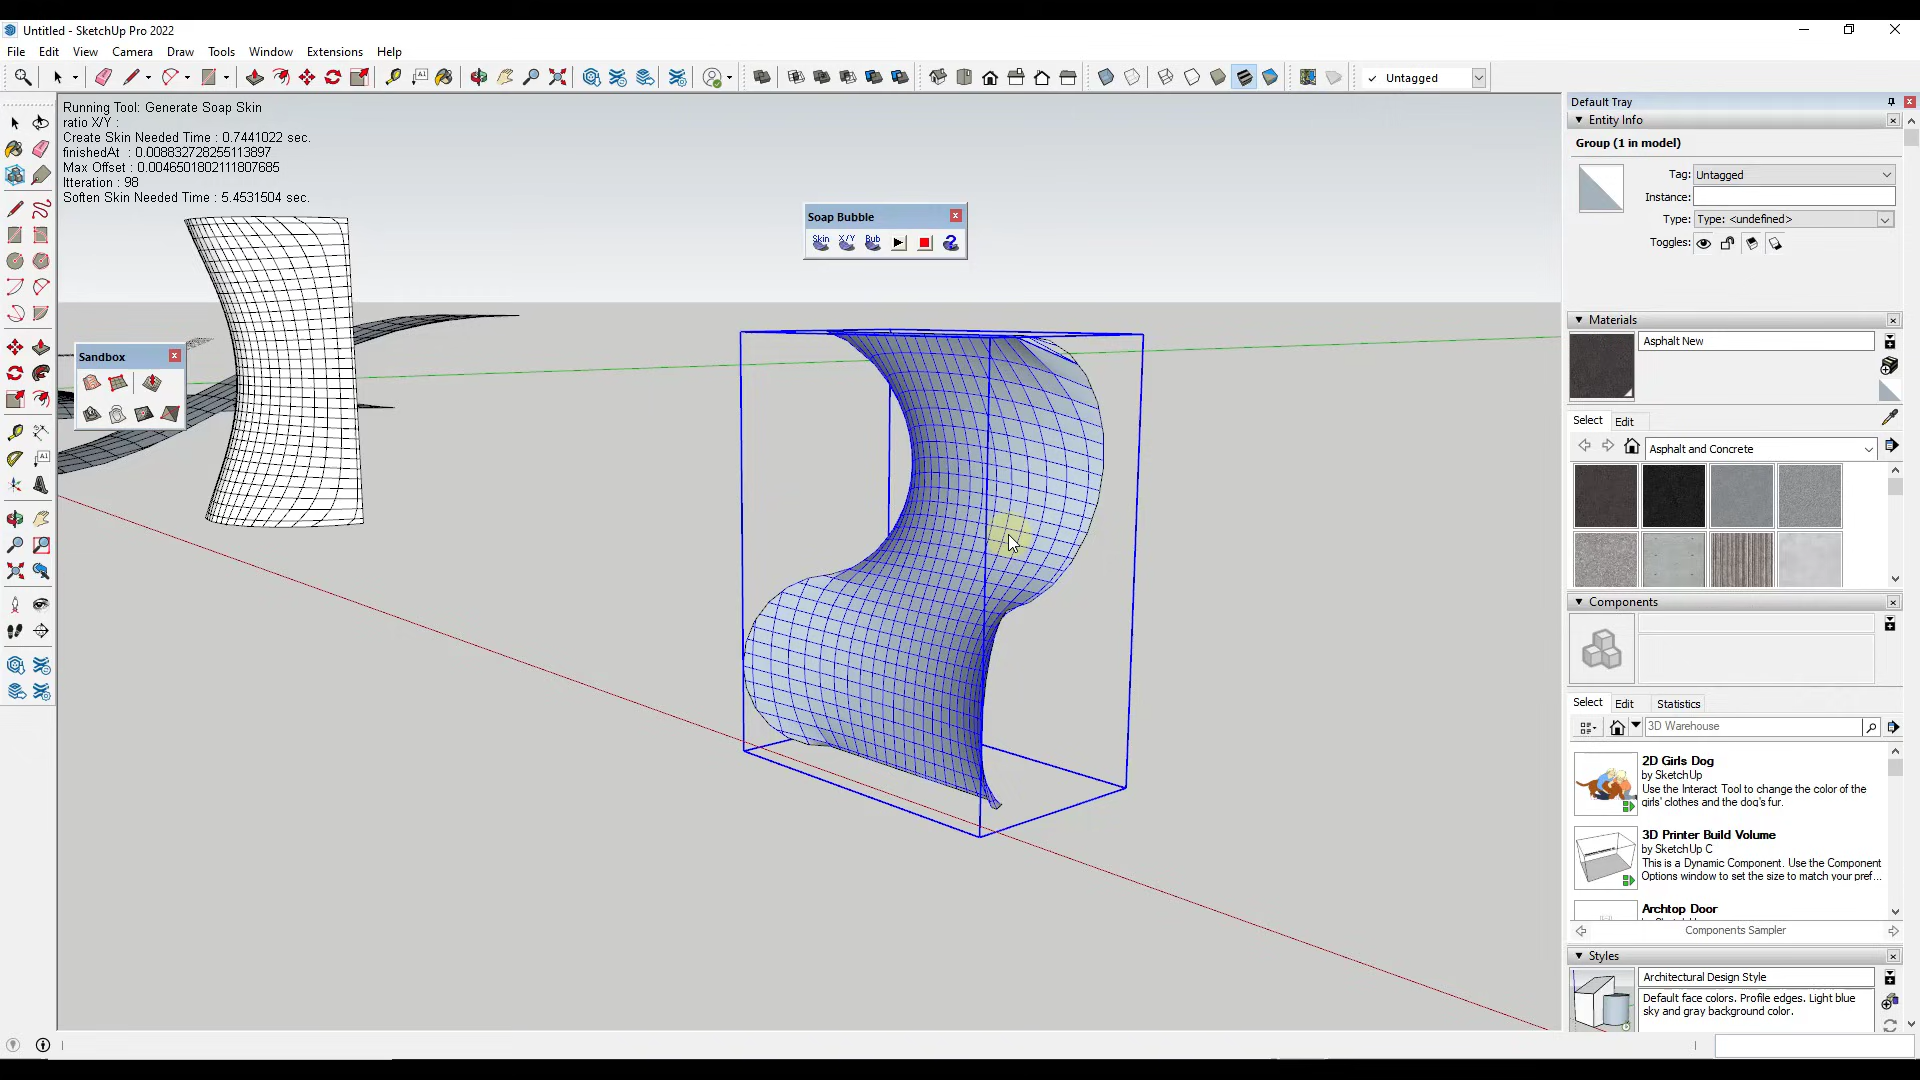 Untitled - SketchUp Pro 2022
File Edit View Camera Draw Tools Window Extensions Help
Untagged
Running Tool: Generate Soap Skin
ratio X/Y :
Create Skin Needed Time : 0.7441022 sec.
finishedAt : 0.008832728255113897
Max Offset : 0.0046501802111807685
Itteration : 98
Soften Skin Needed Time : 5.4531504 sec.
Soap Bubble
Skin X/Y Bub
Sandbox
Default Tray
Entity Info
Group (1 in model)
Tag: Untagged
Instance:
Type: Type: <undefined>
Toggles:
Materials
Asphalt New
Select Edit
Asphalt and Concrete
Components
Select Edit Statistics
3D Warehouse
2D Girls Dog
by SketchUp
Use the Interact Tool to change the color of the
girls' clothes and the dog's fur.
3D Printer Build Volume
by SketchUp C
This is a Dynamic Component. Use the Component
Options window to set the size to match your pref...
Archtop Door
Components Sampler
Styles
Architectural Design Style
Default face colors. Profile edges. Light blue
sky and gray background color.